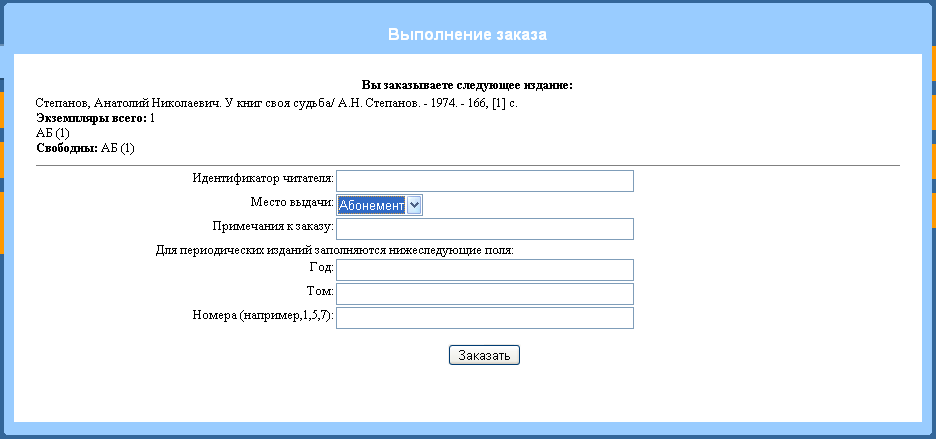 Выполнение заказа
Вы заказываете следующее издание:
Степанов, Анатолий Николаевич. У книг своя судьба/ А.Н. Степанов. - 1974. - 166, [1] с.
Экземпляры всего: 1
АБ (1)
Свободны: АБ (1)
Идентификатор читателя:
Место выдачи: Абонемент
Примечания к заказу:
Для периодических изданий заполняются нижеследующие поля:
Год:
Том:
Номера (например,1,5,7):
Заказать